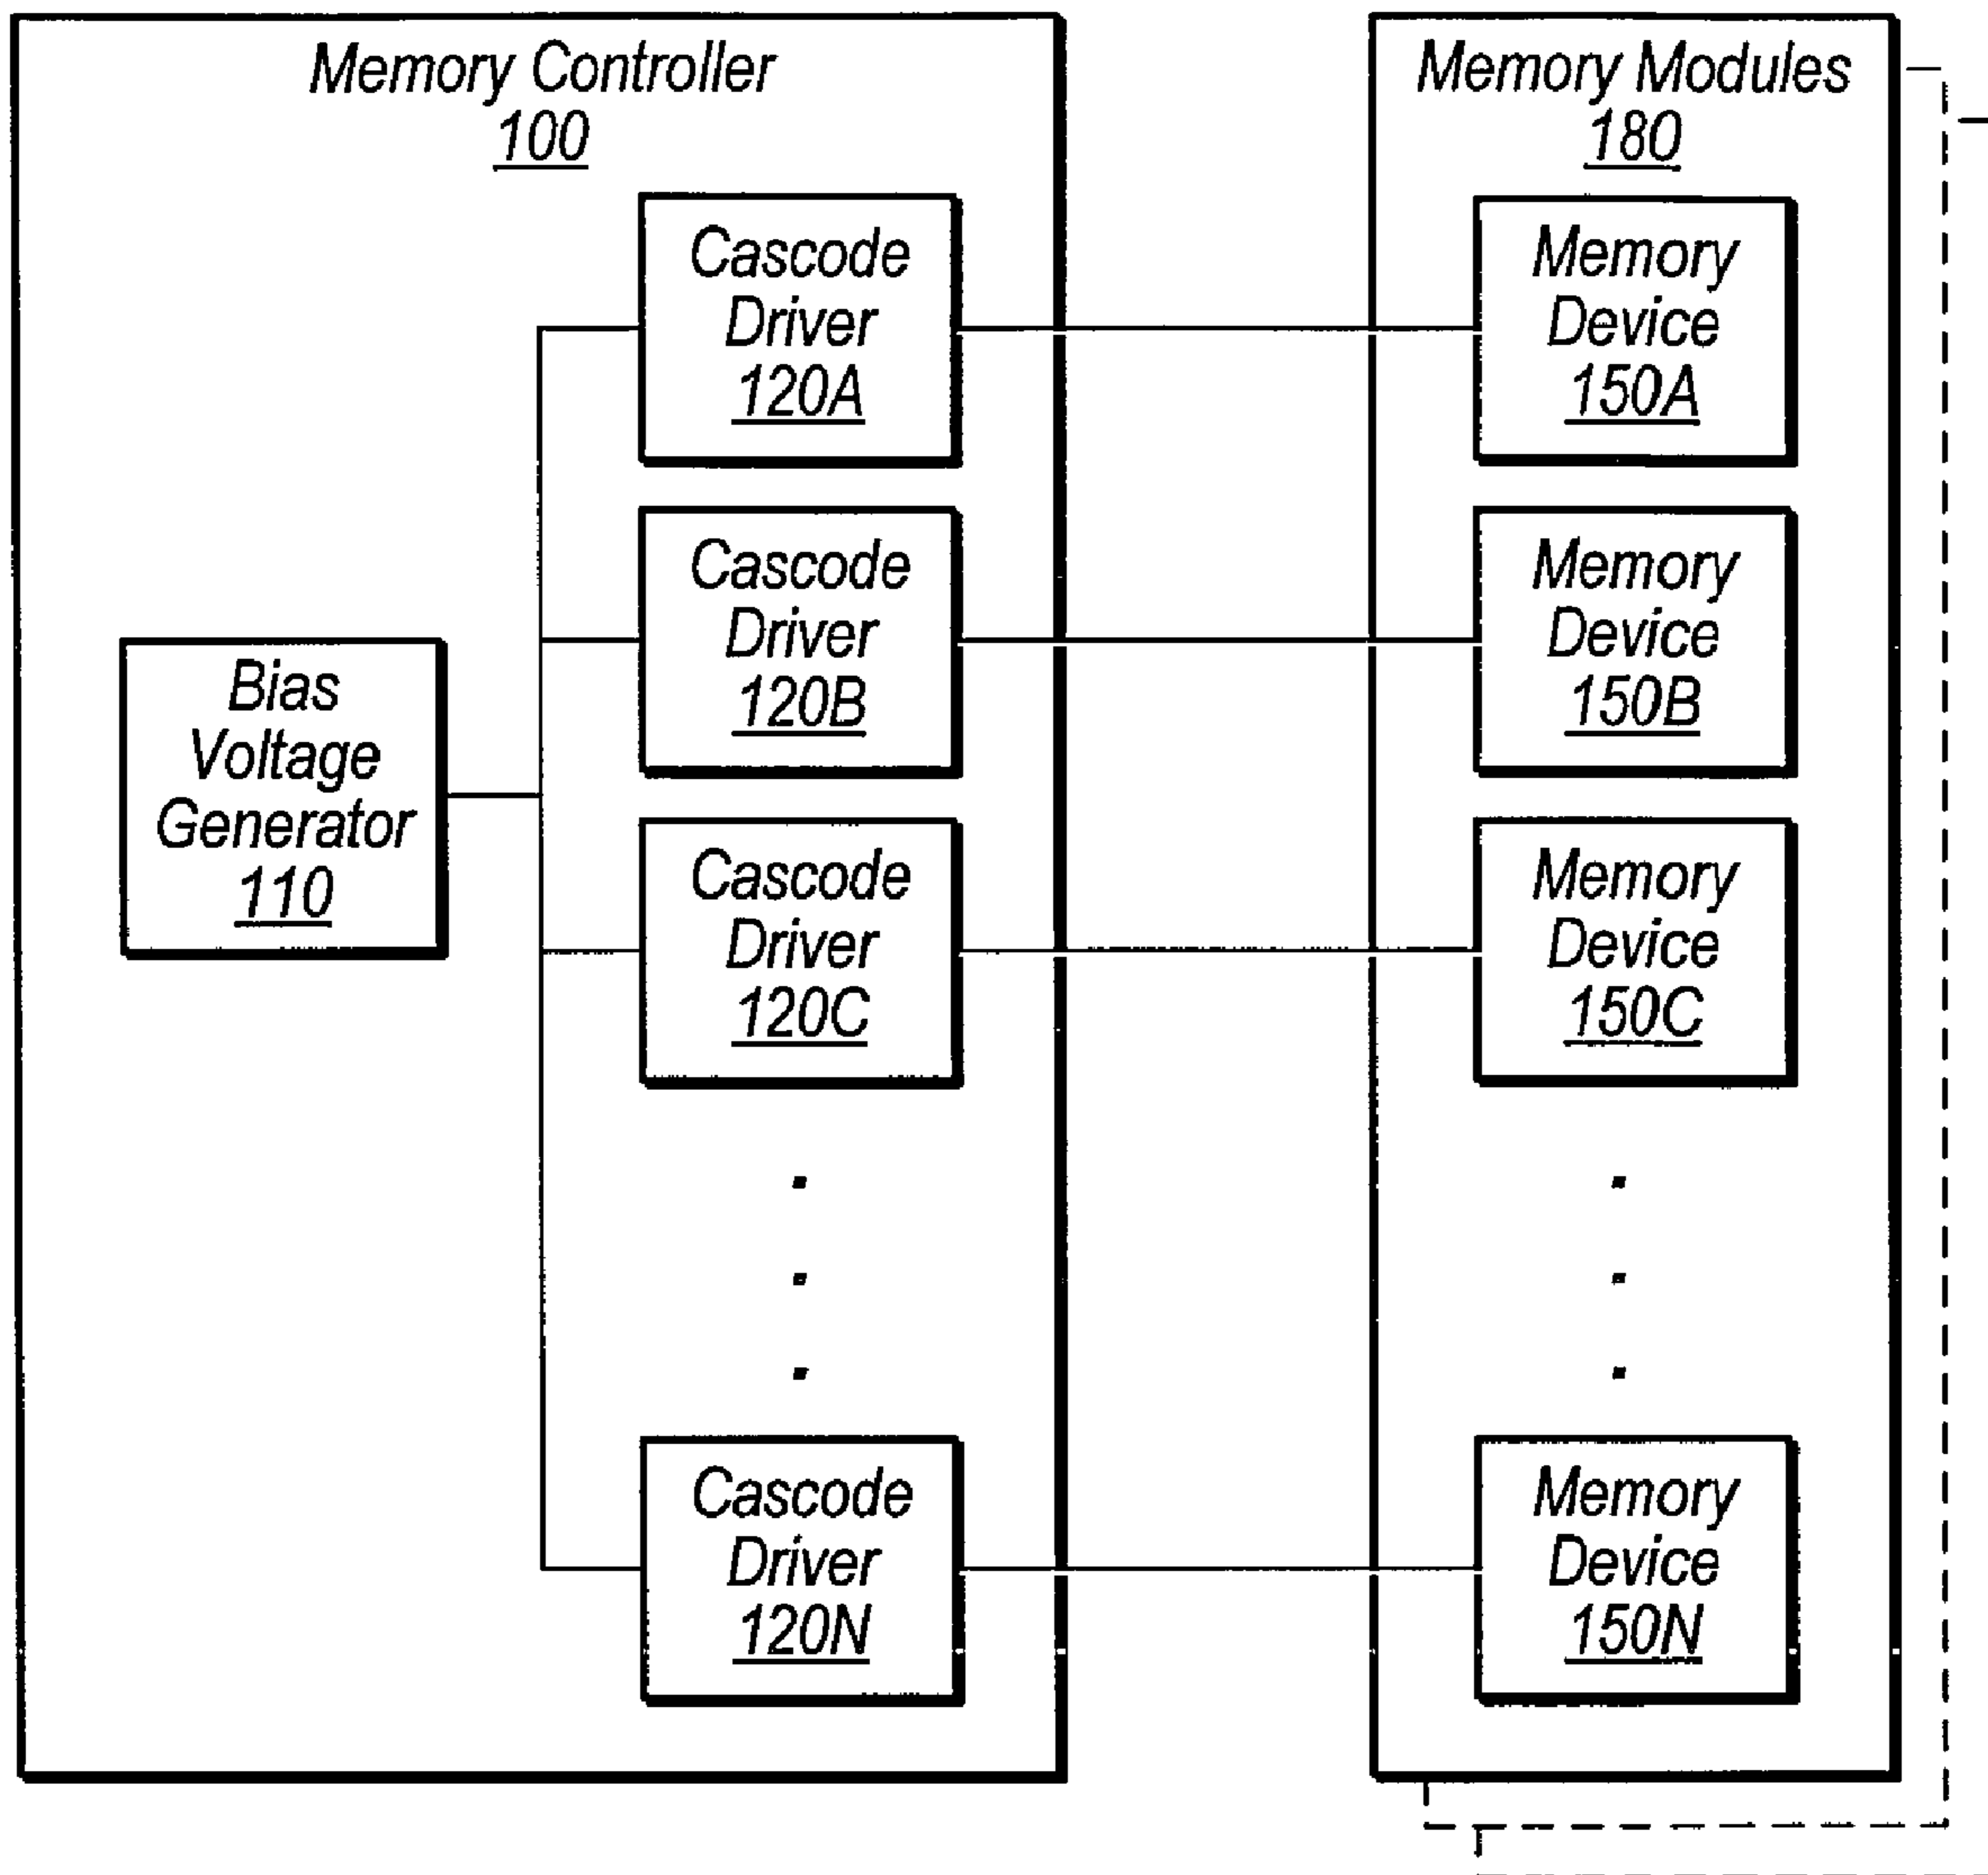 Memory Controller
100
Memory Modules
180
Cascode
Driver
120A
Memory
Device
150A
Cascode
Driver
120B
Memory
Device
150B
Bias
Voltage
Generator
110
Cascode
Driver
120C
Memory
Device
150C
Cascode
Driver
120N
Memory
Device
150N